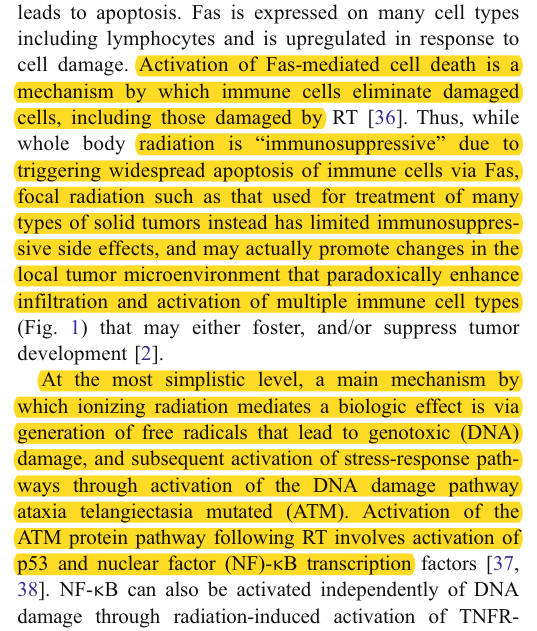 leads to apoptosis. Fas is expressed on many cell types
including lymphocytes and is upregulated in response to
cell damage. Activation of Fas-mediated cell death is a
mechanism by which immune cells eliminate damaged
cells, including those damaged by RT [36]. Thus, while
whole body radiation is “immunosuppressive” due to
triggering widespread apoptosis of immune cells via Fas,
focal radiation such as that used for treatment of many
types of solid tumors instead has limited immunosuppres-
sive side effects, and may actually promote changes in the
local tumor microenvironment that paradoxically enhance
infiltration and activation of multiple immune cell types
(Fig. 1) that may either foster, and/or suppress tumor
development [2].
At the most simplistic level, a main mechanism by
which ionizing radiation mediates a biologic effect is via
generation of free radicals that lead to genotoxic (DNA)
damage, and subsequent activation of stress-response path-
ways through activation of the DNA damage pathway
ataxia telangiectasia mutated (ATM). Activation of the
ATM protein pathway following RT involves activation of
p53 and nuclear factor (NF)-κB transcription factors [37,
38]. NF-κB can also be activated independently of DNA
damage through radiation-induced activation of TNFR-